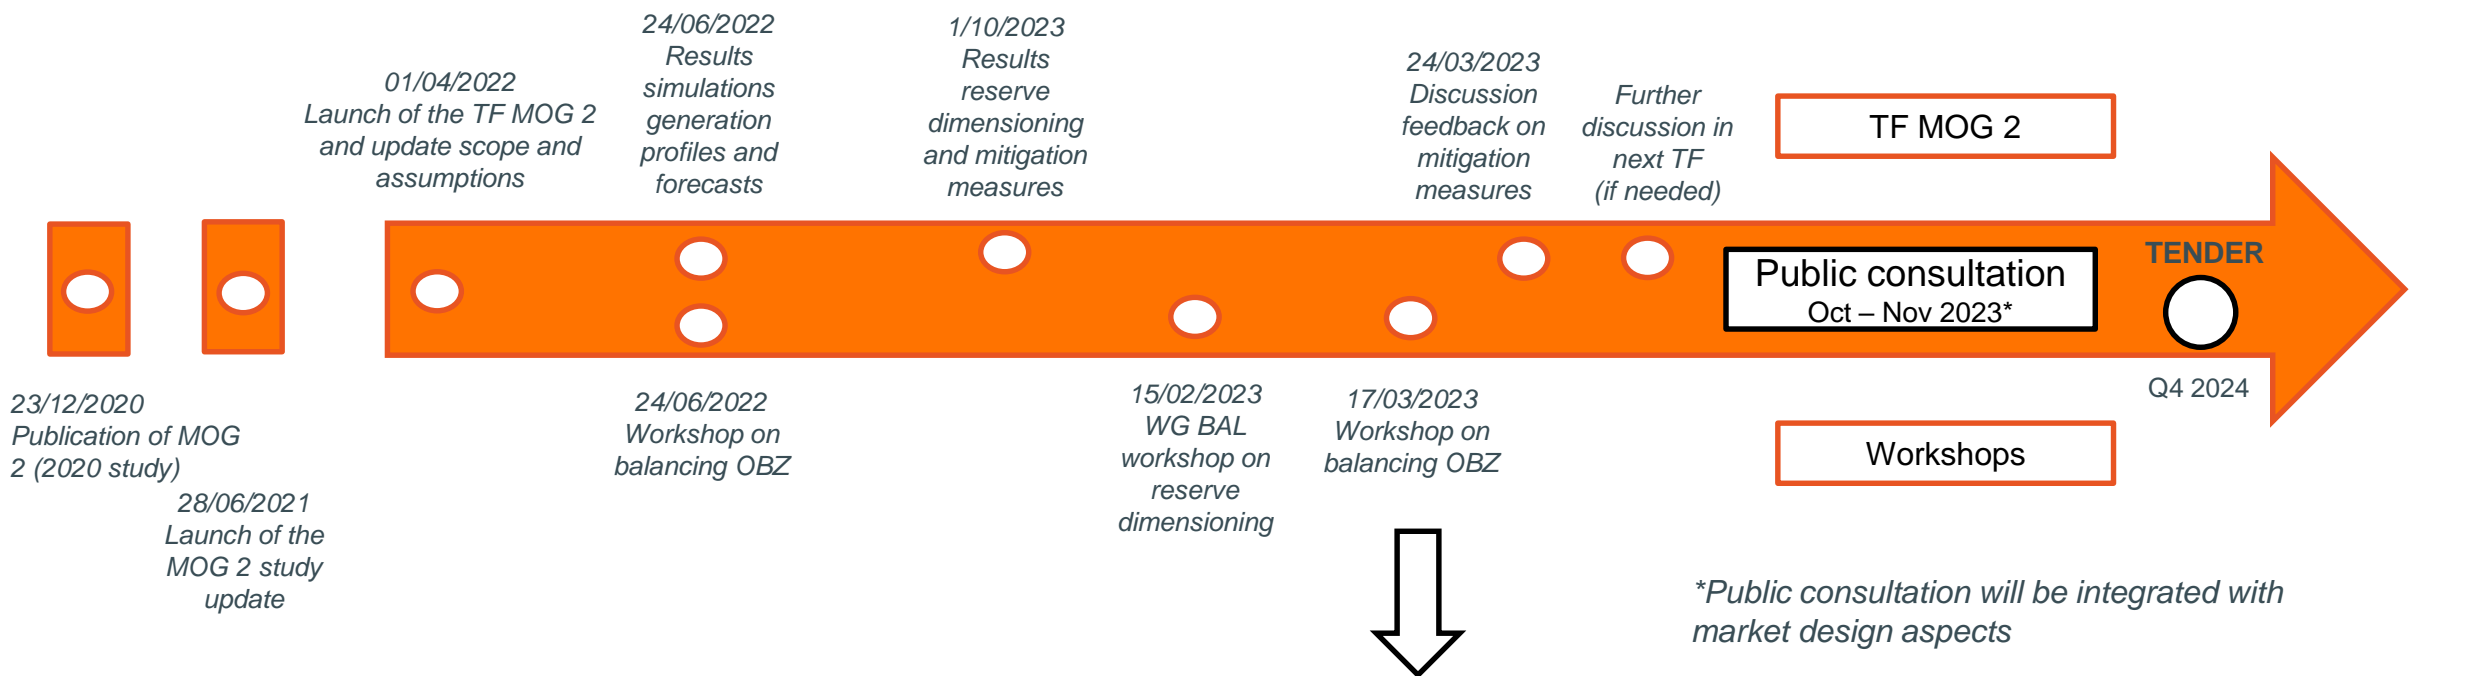 24/06/2022
Results
simulations
generation
profiles and
forecasts
1/10/2023
Results
reserve
dimensioning
and mitigation
measures
01/04/2022
Launch of the TF MOG 2
and update scope and
assumptions
24/03/2023
Discussion
feedback on
mitigation
measures
Further
discussion in
next TF
(if needed)
TF MOG 2
Public consultation
Oct – Nov 2023*
TENDER
Q4 2024
23/12/2020
Publication of MOG
2 (2020 study)
28/06/2021
Launch of the
MOG 2 study
update
24/06/2022
Workshop on
balancing OBZ
15/02/2023
WG BAL
workshop on
reserve
dimensioning
17/03/2023
Workshop on
balancing OBZ
Workshops
*Public consultation will be integrated with
market design aspects